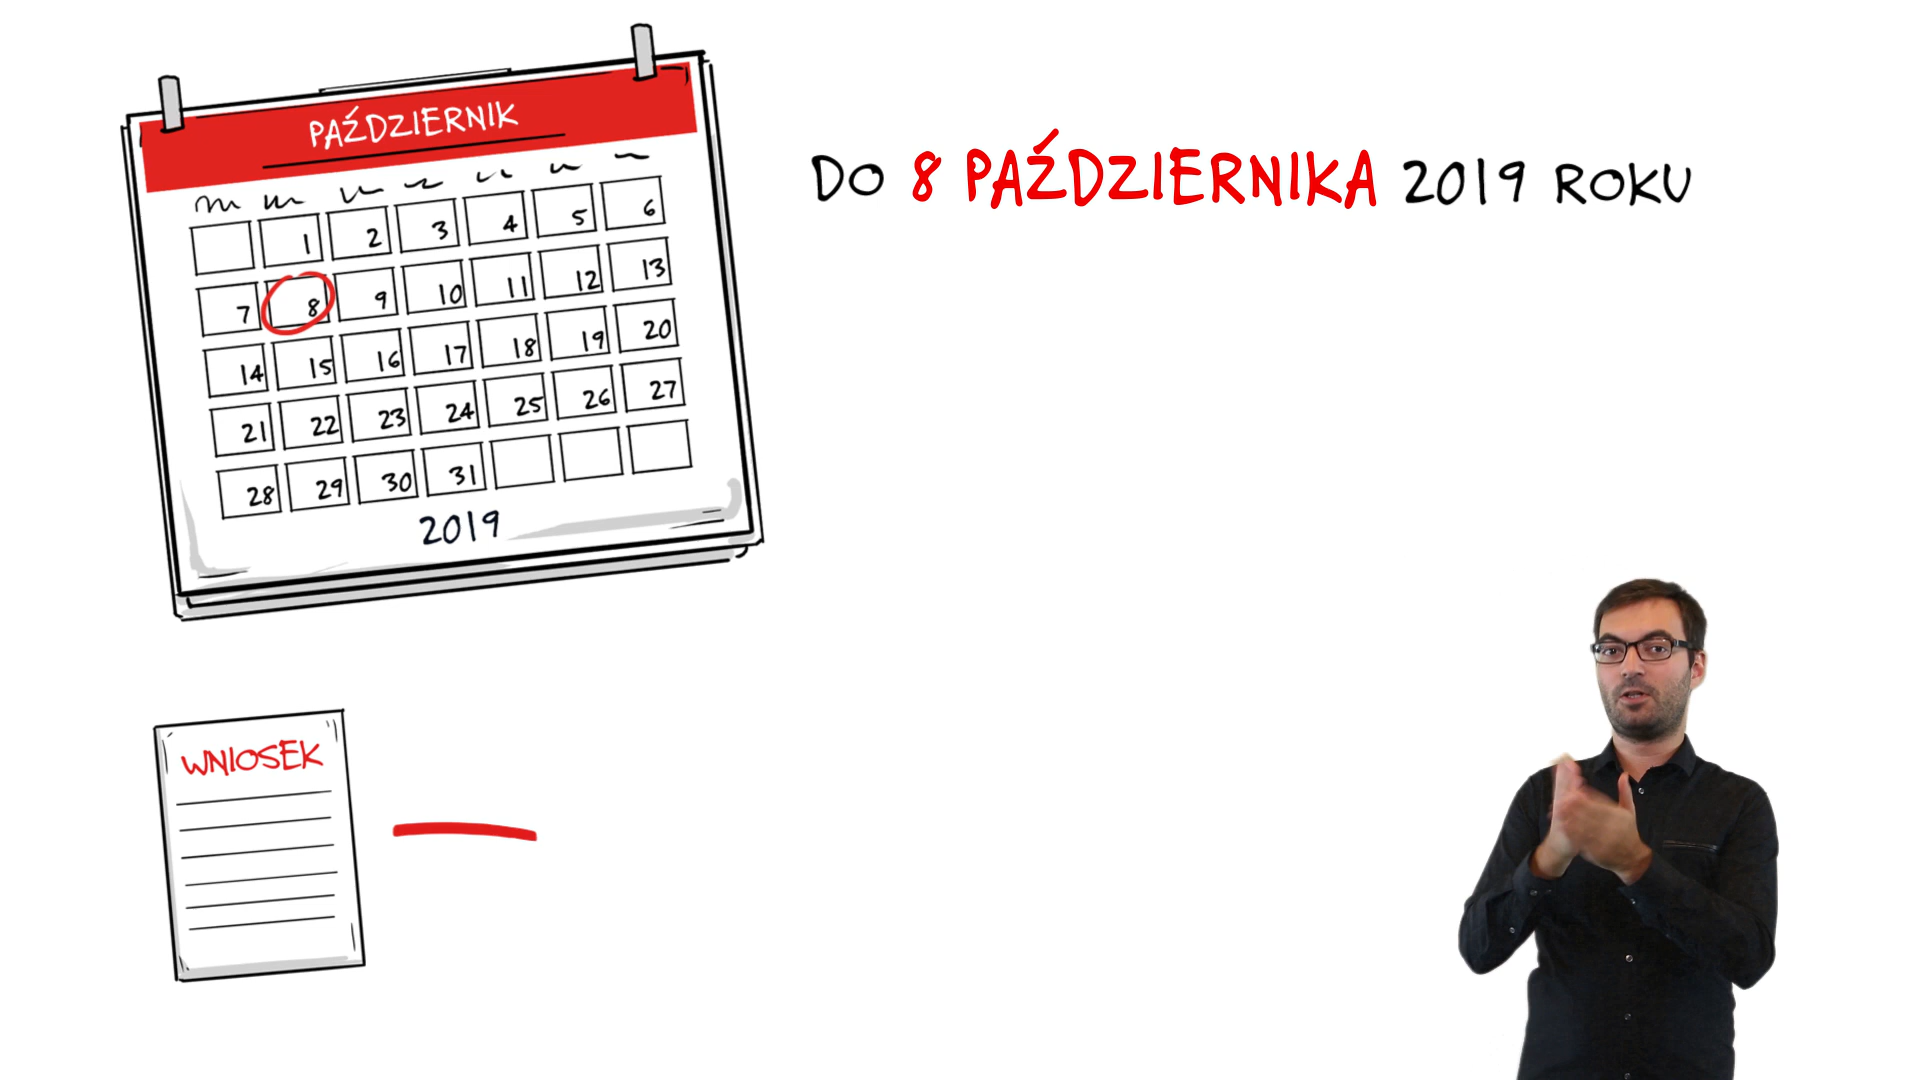 PAŹDZIERNIK
1 2 3 4 5 6
7 8 9 10 11 12 13
14 15 16 17 18 19 20
21 22 23 24 25 26 27
28 29 30 31
2019
DO 8 PAŹDZIERNIKA 2019 ROKU
WNIOSEK